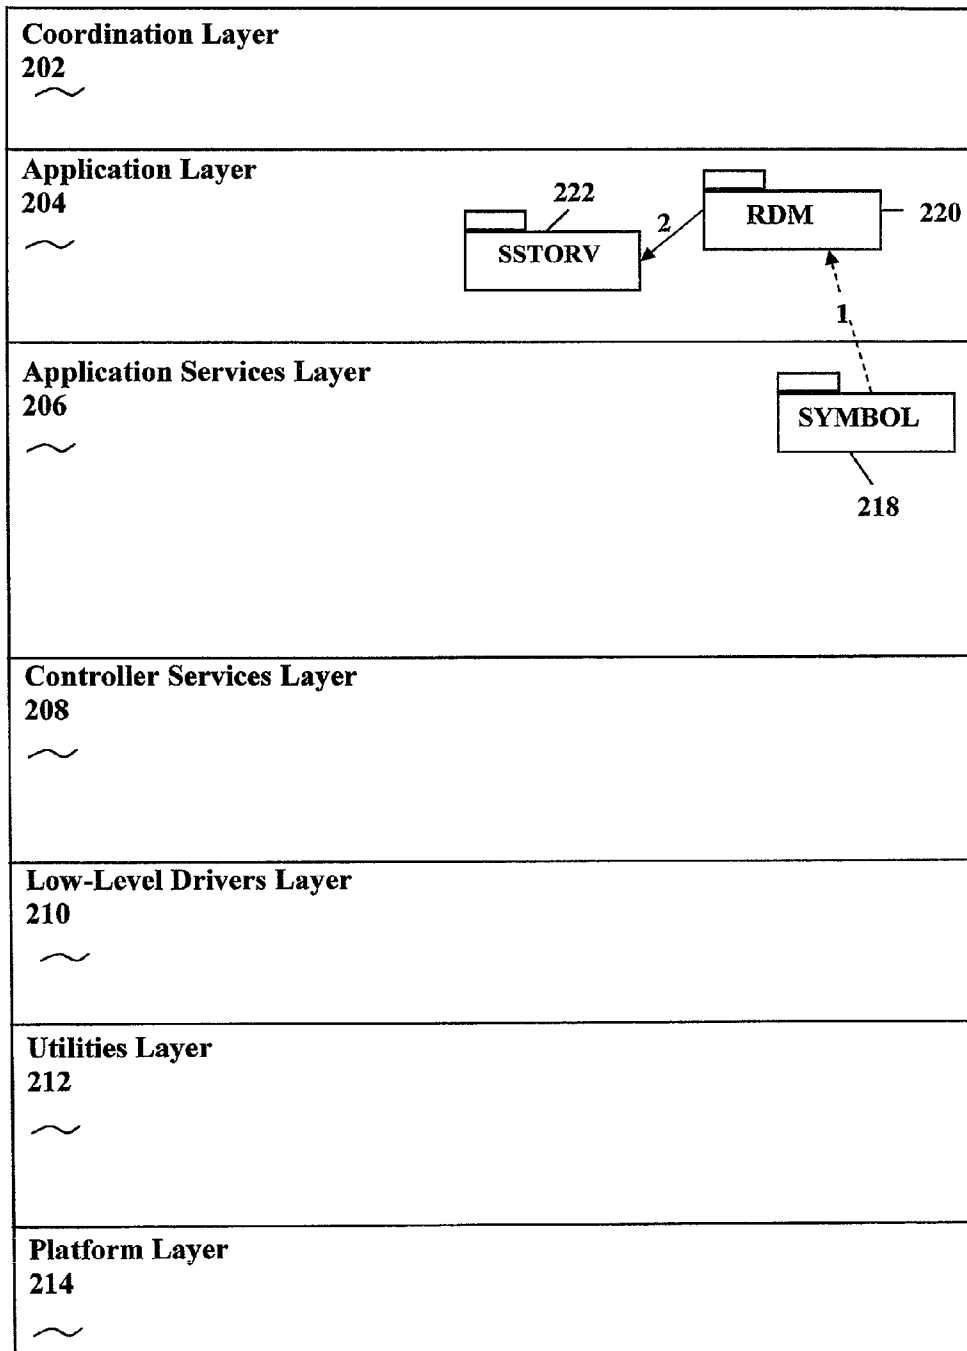 Coordination Layer
202
Application Layer
204
222
2
RDM
220
SSTORV
1
Application Services Layer
206
SYMBOL
218
Controller Services Layer
208
Low-Level Drivers Layer
210
Utilities Layer
212
Platform Layer
214